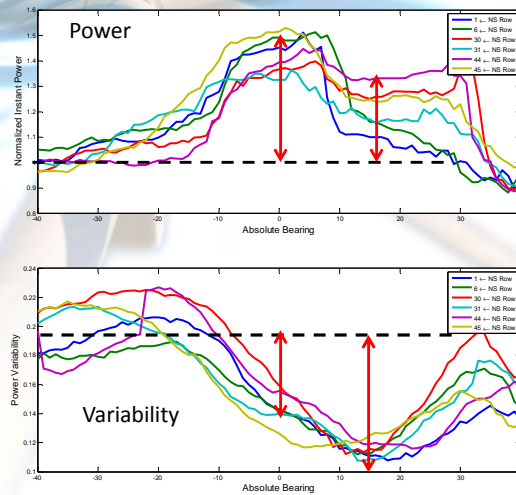 Power
Normalized Instant Power
1.6
1.5
1.4
1.3
1.2
1.1
1.0
0.9
0.8
-40 -30 -20 -10 0 10 20 30
Absolute Bearing
1 ← NS Row
6 ← NS Row
30 ← NS Row
31 ← NS Row
44 ← NS Row
45 ← NS Row
Variability
Power Variability
0.24
0.22
0.20
0.18
0.16
0.14
0.12
0.1
-40 -30 -20 -10 0 10 20 30
Absolute Bearing
1 ← NS Row
6 ← NS Row
30 ← NS Row
31 ← NS Row
44 ← NS Row
45 ← NS Row